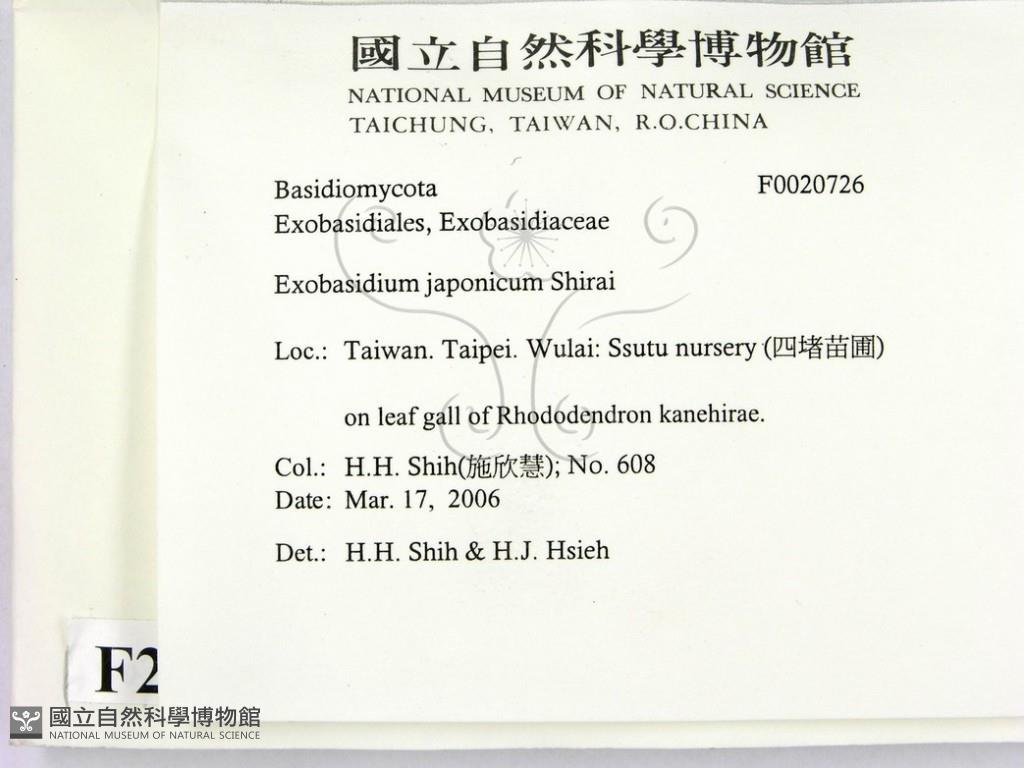 國立自然科學博物館
NATIONAL MUSEUM OF NATURAL SCIENCE
TAICHUNG, TAIWAN, R.O.CHINA
Basidiomycota F0020726
Exobasidiales, Exobasidiaceae
Exobasidium japonicum Shirai
Loc.: Taiwan. Taipei. Wulai: Ssutu nursery (四堵苗圃)
on leaf gall of Rhododendron kanehirae.
Col.: H.H. Shih(施欣慧); No. 608
Date: Mar. 17, 2006
Det.: H.H. Shih & H.J. Hsieh
F2
國立自然科學博物館
NATIONAL MUSEUM OF NATURAL SCIENCE